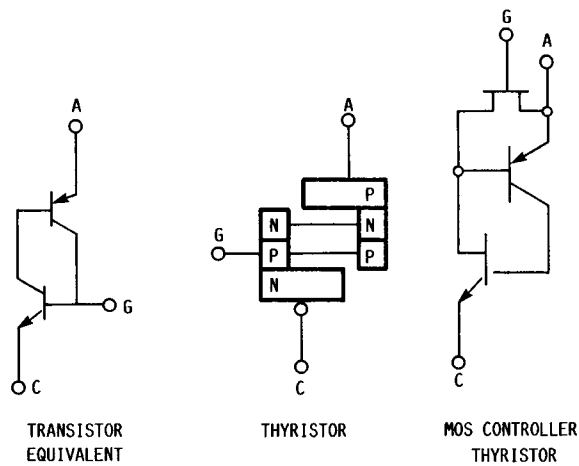 A
G
C
TRANSISTOR
EQUIVALENT
A
P
N
N
G
P
P
N
C
THYRISTOR
G
A
C
MOS CONTROLLER
THYRISTOR